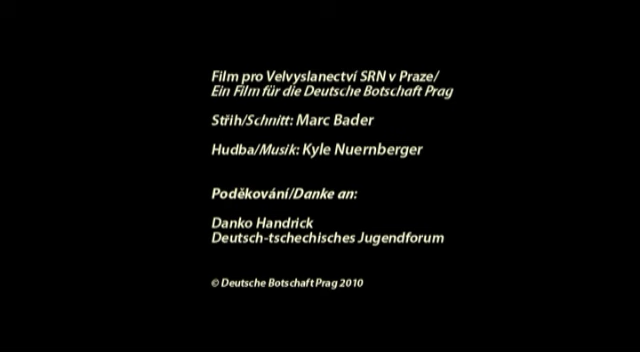 Film pro Velvyslanectví SRN v Praze/
Ein Film für die Deutsche Botschaft Prag
Střih/Schnitt: Marc Bader
Hudba/Musik: Kyle Nuernberger
Poděkování/Danke an:
Danko Handrick
Deutsch-tschechisches Jugendforum
© Deutsche Botschaft Prag 2010